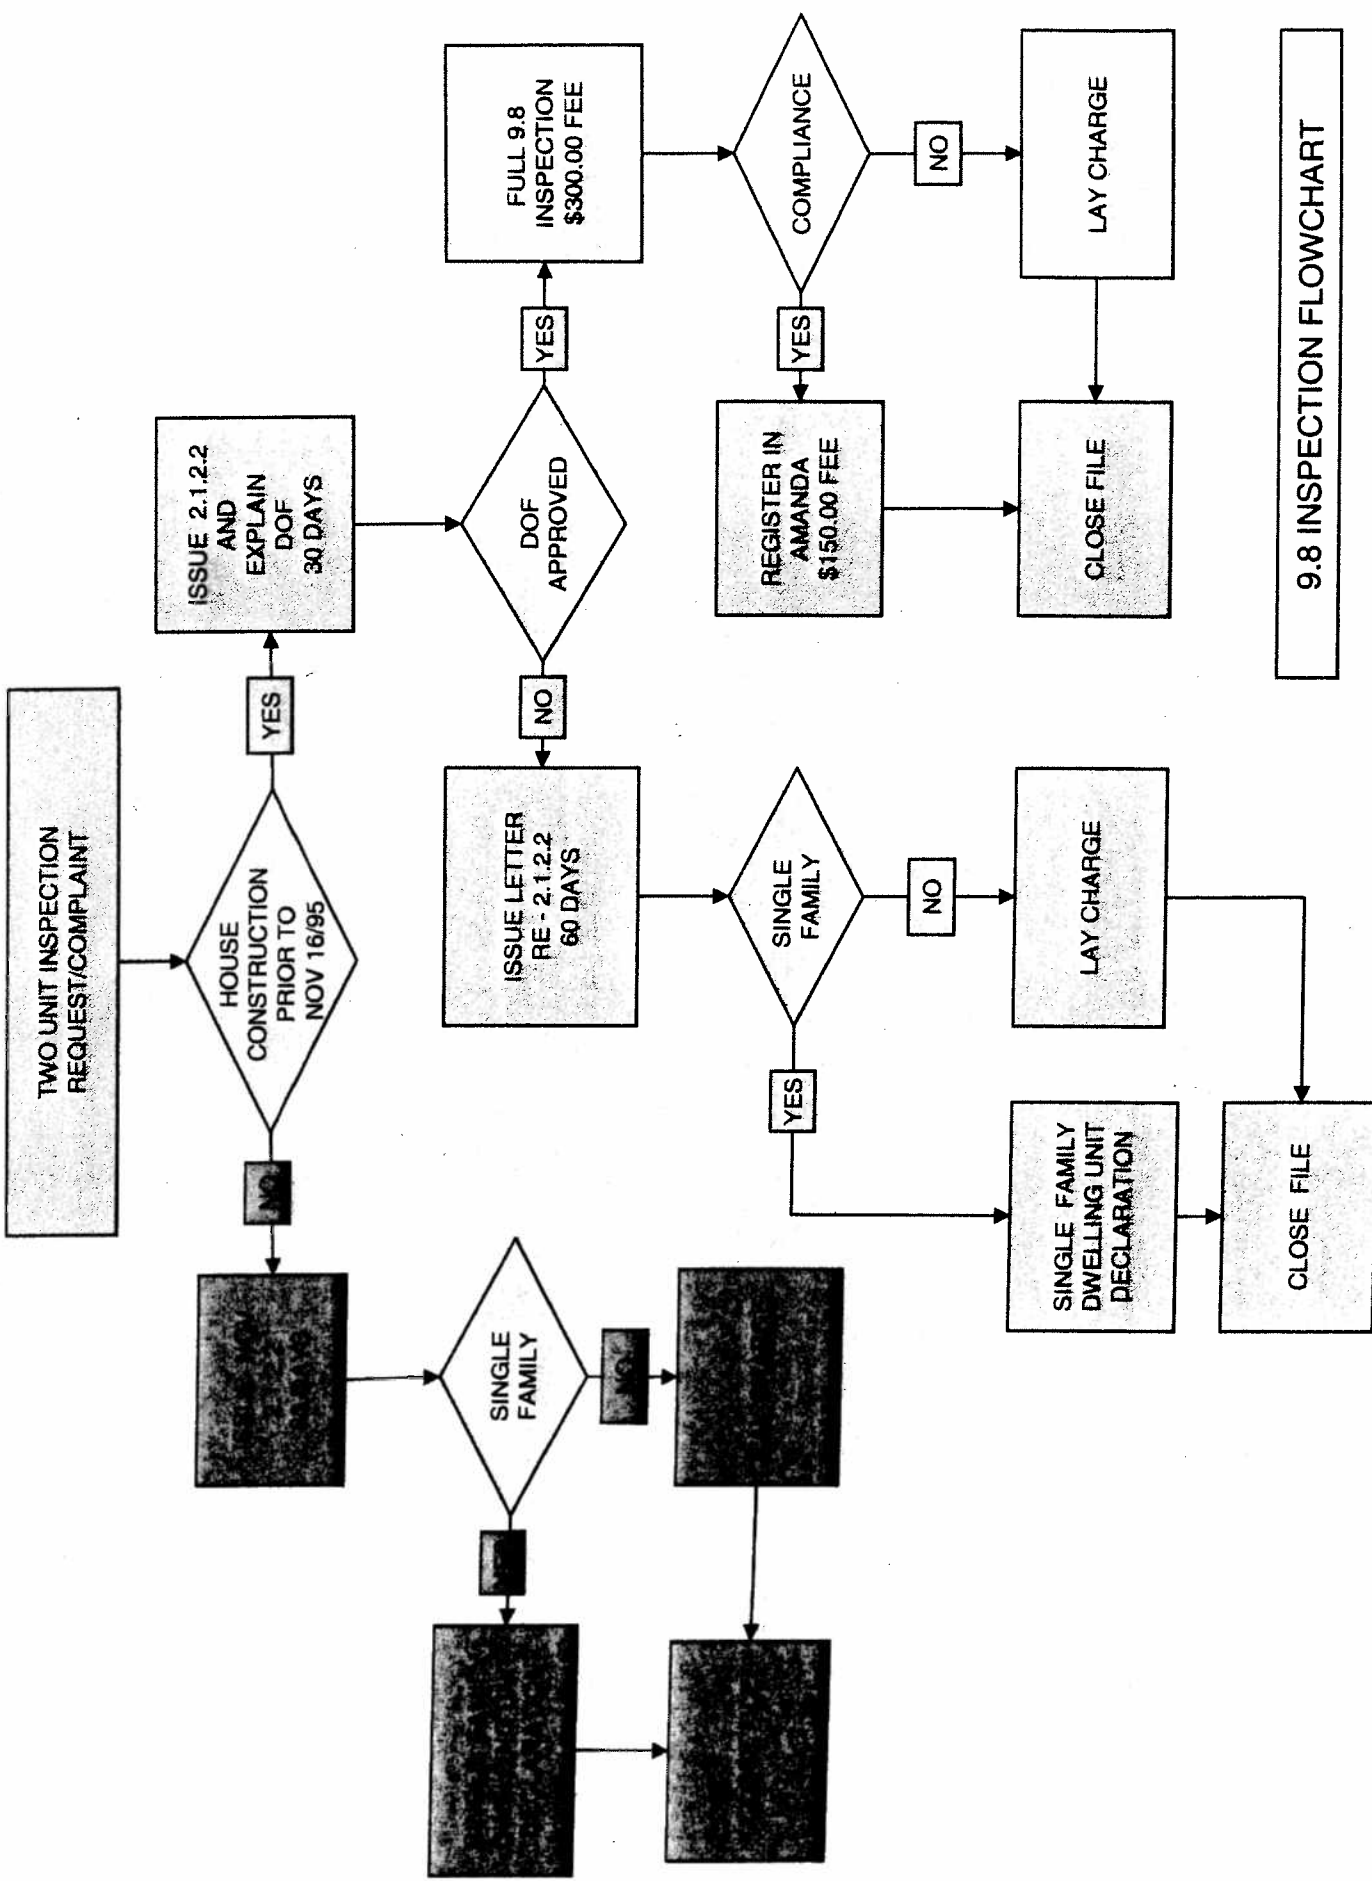 TWO UNIT INSPECTION
REQUEST/COMPLAINT
HOUSE
CONSTRUCTION
PRIOR TO
NOV 16/95
NO
YES
ISSUE 2.1.2.2
AND
EXPLAIN
DOF
30 DAYS
SINGLE
FAMILY
NO
DOF
APPROVED
NO
YES
ISSUE LETTER
RE - 2.1.2.2
60 DAYS
FULL 9.8
INSPECTION
$300.00 FEE
SINGLE
FAMILY
YES
NO
COMPLIANCE
YES
NO
REGISTER IN
AMANDA
$150.00 FEE
SINGLE FAMILY
DWELLING UNIT
DECLARATION
LAY CHARGE
CLOSE FILE
LAY CHARGE
CLOSE FILE
9.8 INSPECTION FLOWCHART